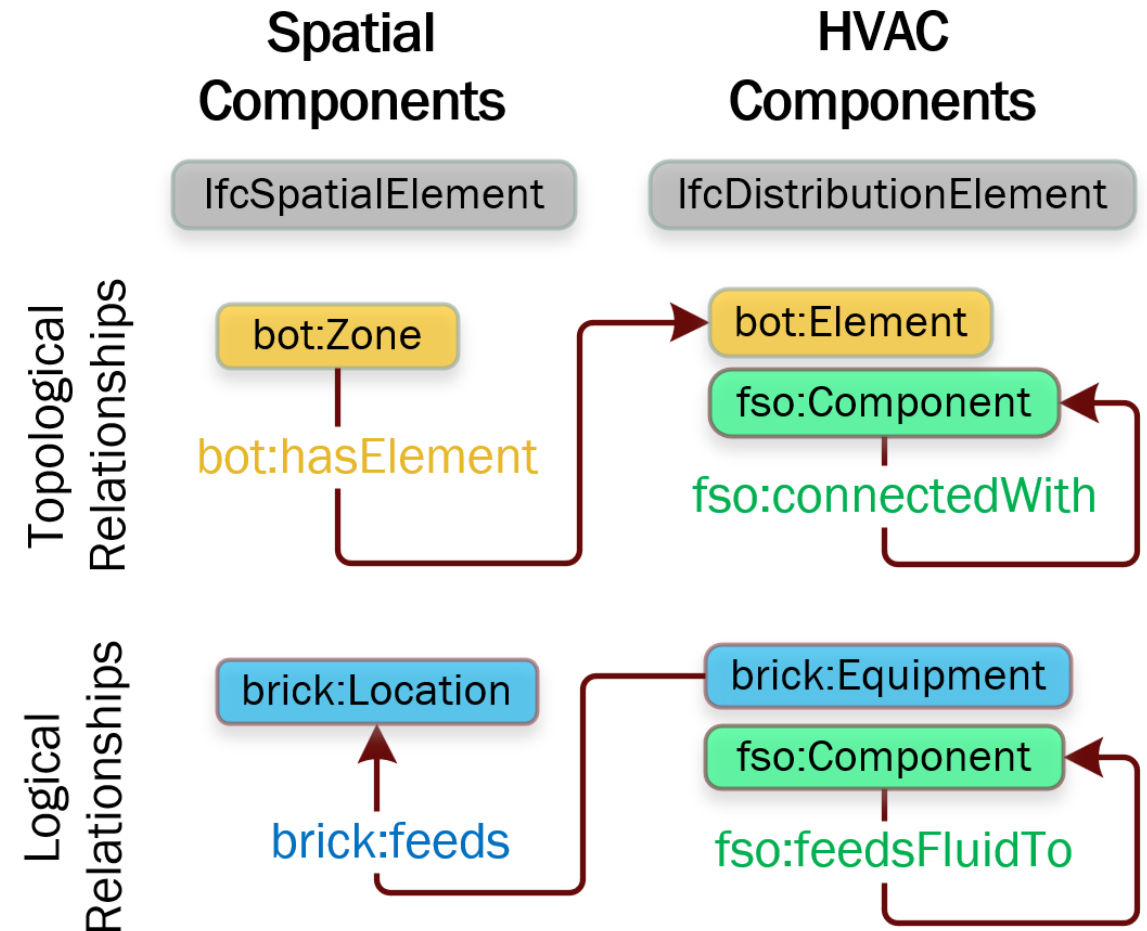 Spatial
Components
HVAC
Components
IfcSpatialElement
IfcDistributionElement
Topological
Relationships
bot:Zone
bot:Element
fso:Component
bot:hasElement
fso:connectedWith
Logical
Relationships
brick:Location
brick:Equipment
fso:Component
brick:feeds
fso:feedsFluidTo